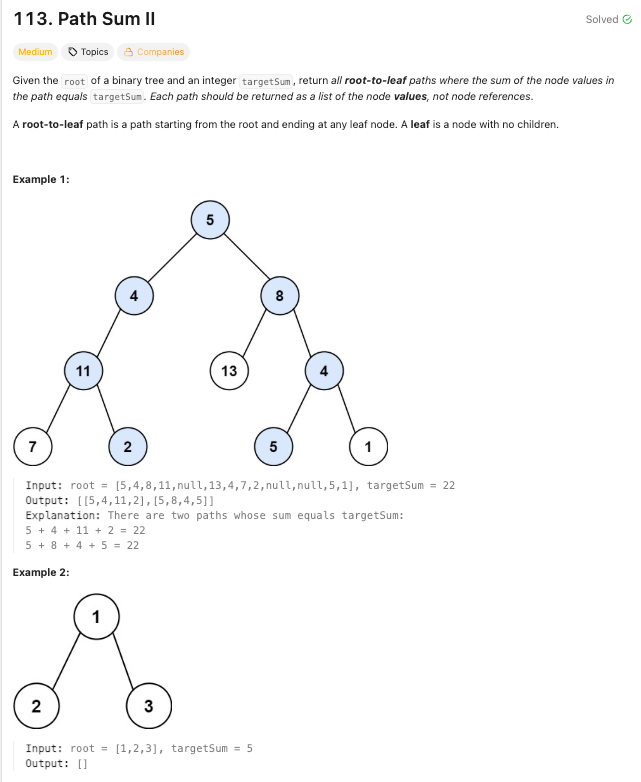 113. Path Sum II
Solved
Medium Topics Companies
Given the root of a binary tree and an integer targetSum, return all root-to-leaf paths where the sum of the node values in
the path equals targetSum. Each path should be returned as a list of the node values, not node references.
A root-to-leaf path is a path starting from the root and ending at any leaf node. A leaf is a node with no children.
Example 1:
5
4 8
11 13 4
7 2 5 1
Input: root = [5,4,8,11,null,13,4,7,2,null,null,5,1], targetSum = 22
Output: [[5,4,11,2],[5,8,4,5]]
Explanation: There are two paths whose sum equals targetSum:
5 + 4 + 11 + 2 = 22
5 + 8 + 4 + 5 = 22
Example 2:
1
2 3
Input: root = [1,2,3], targetSum = 5
Output: []